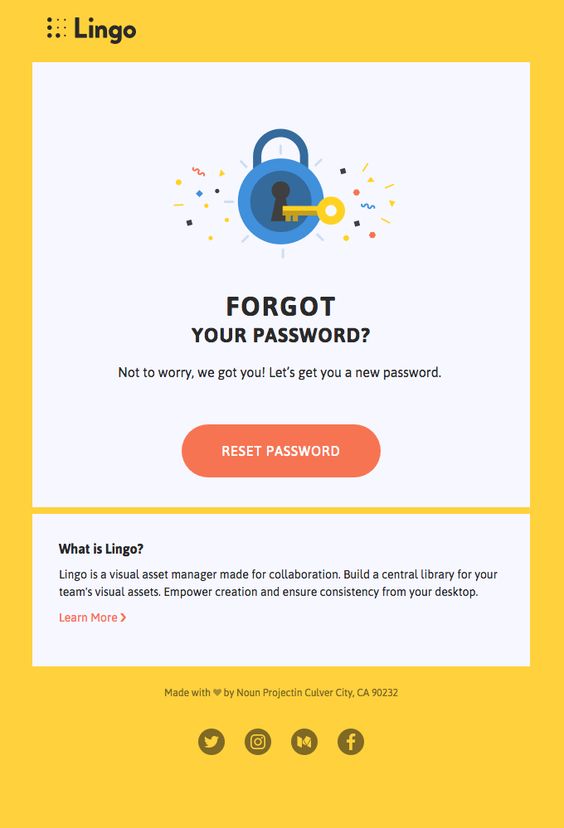 Lingo
FORGOT
YOUR PASSWORD?
Not to worry, we got you! Let's get you a new password.
RESET PASSWORD
What is Lingo?
Lingo is a visual asset manager made for collaboration. Build a central library for your
team's visual assets. Empower creation and ensure consistency from your desktop.
Learn More >
Made with ♥ by Noun Projectin Culver City, CA 90232